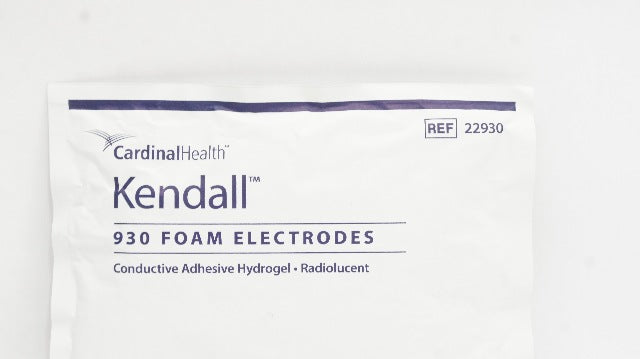 REF 22930
CardinalHealth™
Kendall™
930 FOAM ELECTRODES
Conductive Adhesive Hydrogel • Radiolucent